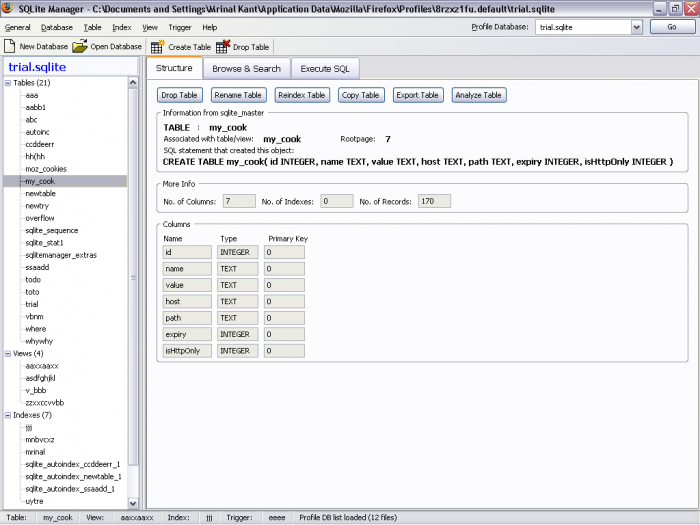 SQLite Manager - C:\Documents and Settings\Mrinal Kant\Application Data\Mozilla\Firefox\Profiles\8rzxz1fu.default\trial.sqlite
General Database Table Index View Trigger Help Profile Database: trial.sqlite Go
New Database Open Database Create Table Drop Table
trial.sqlite
Structure Browse & Search Execute SQL
Tables (21)
aaa
aabb1
abc
autoinc
ccddeerr
hh(hh
moz_cookies
my_cook
newtable
newtry
overflow
sqlite_sequence
sqlite_stat1
sqlitemanager_extras
ssaadd
todo
toto
trial
vbnm
where
whywhy
Views (4)
aaxxaaxx
asdfghjkl
v_bbb
zzxxccvvbb
Indexes (7)
jjj
mnbvcxz
mrinal
sqlite_autoindex_ccddeerr_1
sqlite_autoindex_newtable_1
sqlite_autoindex_ssaadd_1
uytre
Drop Table Rename Table Reindex Table Copy Table Export Table Analyze Table
Information from sqlite_master
TABLE : my_cook
Associated with table/view: my_cook Rootpage: 7
SQL statement that created this object:
CREATE TABLE my_cook( id INTEGER, name TEXT, value TEXT, host TEXT, path TEXT, expiry INTEGER, isHttpOnly INTEGER )
More Info
No. of Columns: 7 No. of Indexes: 0 No. of Records: 170
Columns
Name Type Primary Key
id INTEGER 0
name TEXT 0
value TEXT 0
host TEXT 0
path TEXT 0
expiry INTEGER 0
isHttpOnly INTEGER 0
Table: my_cook View: aaxxaaxx Index: jjj Trigger: eeee Profile DB list loaded (12 files)